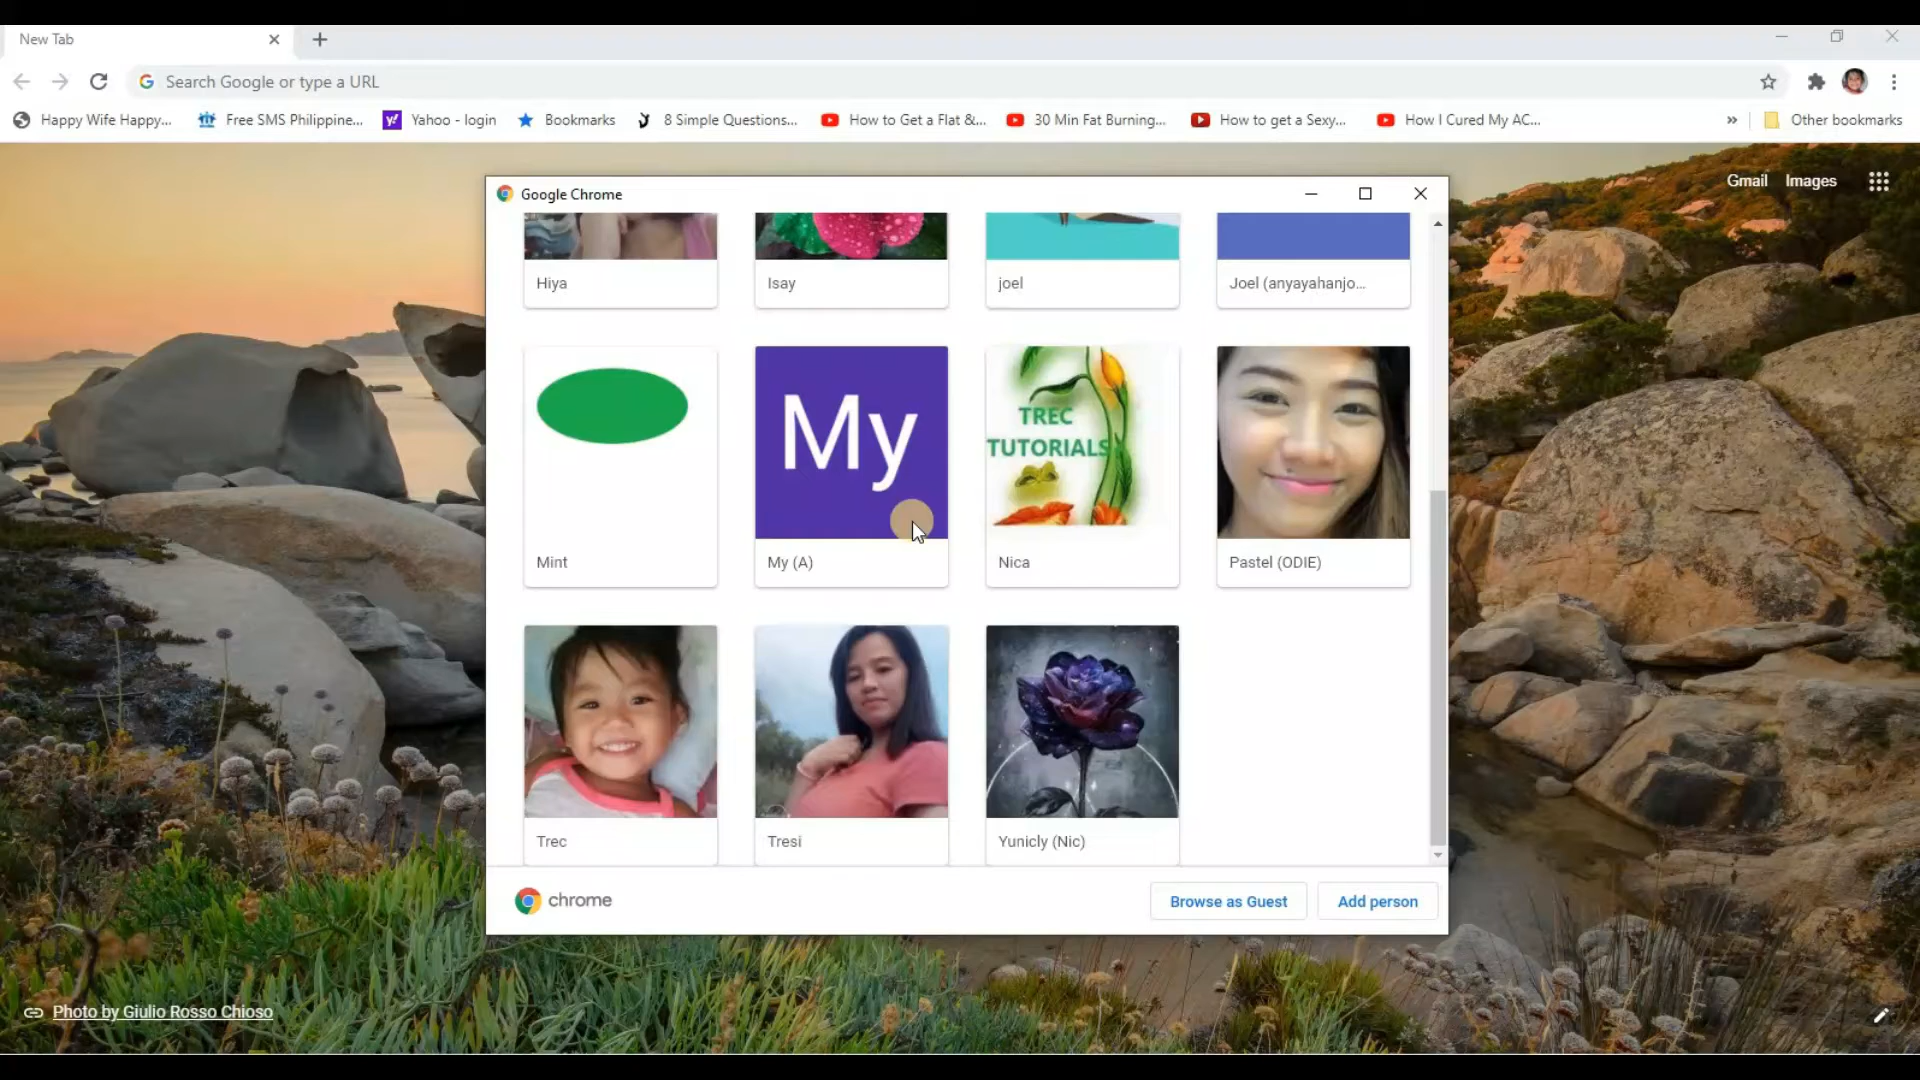 New Tab
Search Google or type a URL
Happy Wife Happy... Free SMS Philippine... Yahoo - login Bookmarks 8 Simple Questions... How to Get a Flat &... 30 Min Fat Burning... How to get a Sexy... How I Cured My AC... » Other bookmarks
Gmail Images
Google Chrome
Hiya Isay joel Joel (anyayahanjo...
TREC
TUTORIALS
My
Mint My (A) Nica Pastel (ODIE)
Trec Tresi Yunicly (Nic)
chrome Browse as Guest Add person
Photo by Giulio Rosso Chioso